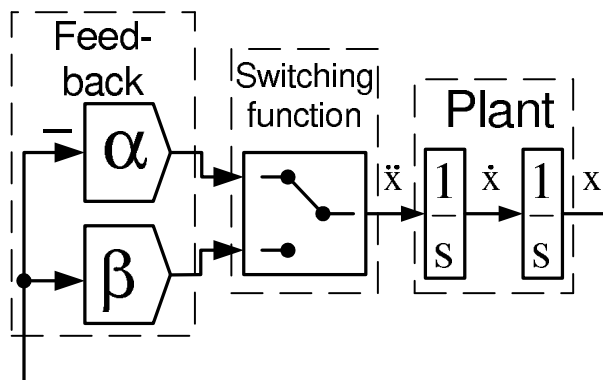 Feed-
back
Switching
function
Plant
−
α
β
ẍ
1
s
ẋ
1
s
x